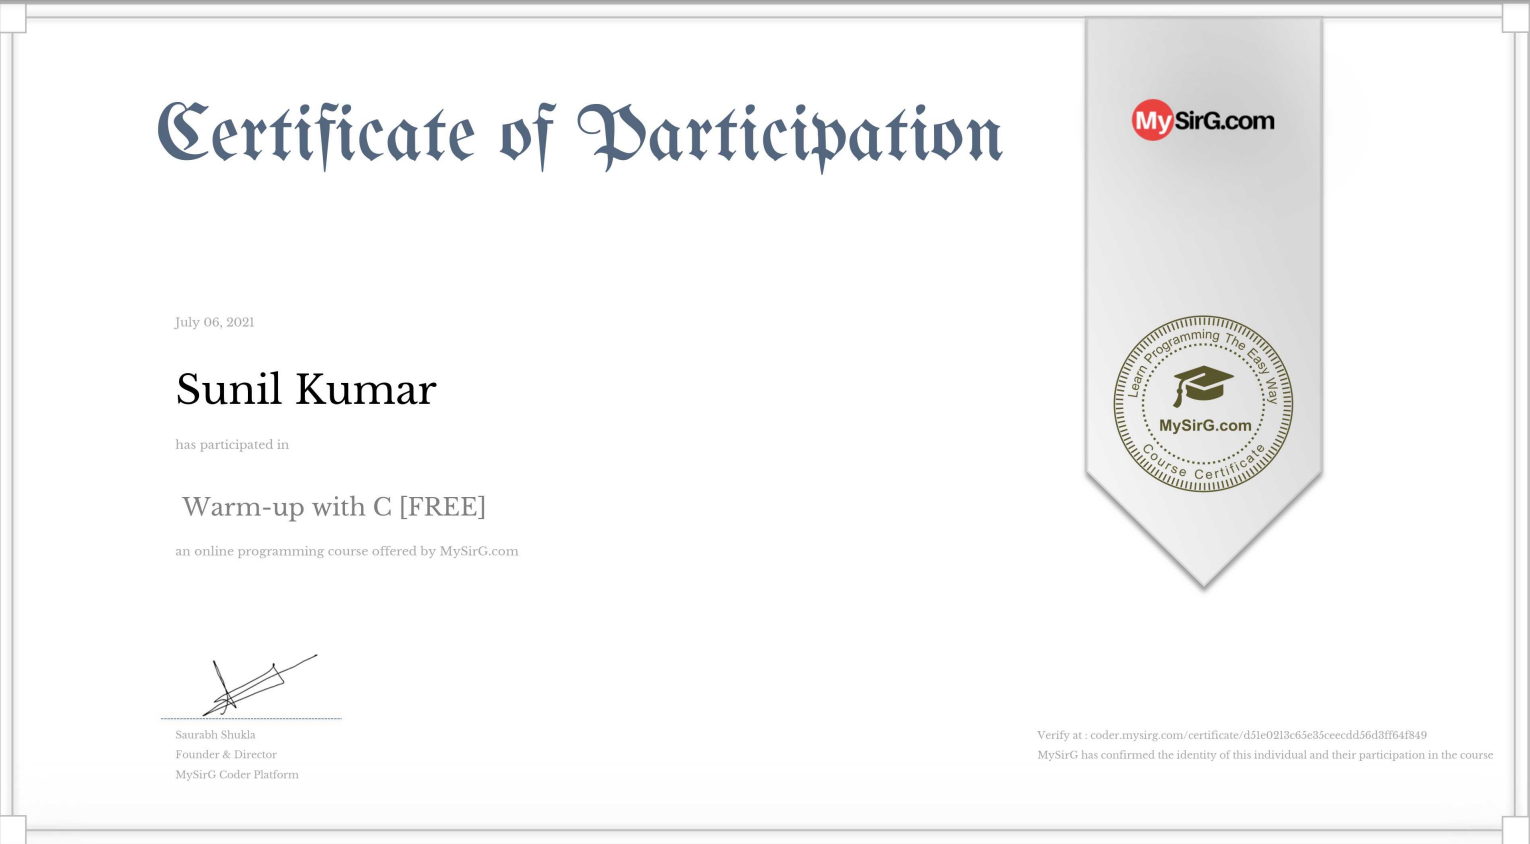 Certificate of Participation
MySirG.com
July 06, 2021
Sunil Kumar
has participated in
Warm-up with C [FREE]
an online programming course offered by MySirG.com
Learn Programming The Easy Way
MySirG.com
Course Certificate
Saurabh Shukla
Founder & Director
MySirG Coder Platform
Verify at : coder.mysirg.com/certificate/d51e0213c65e35ceecdd56d3ff64f849
MySirG has confirmed the identity of this individual and their participation in the course